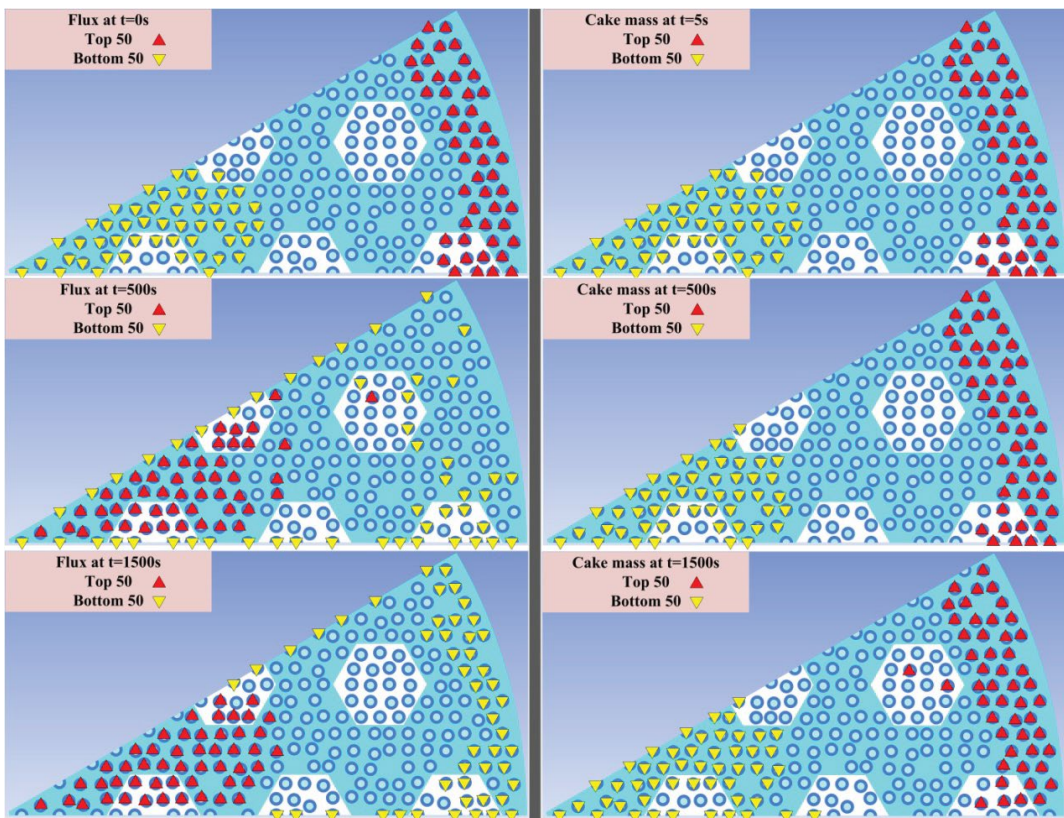 Flux at t=0s
Top 50
Bottom 50
Cake mass at t=5s
Top 50
Bottom 50
Flux at t=500s
Top 50
Bottom 50
Cake mass at t=500s
Top 50
Bottom 50
Flux at t=1500s
Top 50
Bottom 50
Cake mass at t=1500s
Top 50
Bottom 50